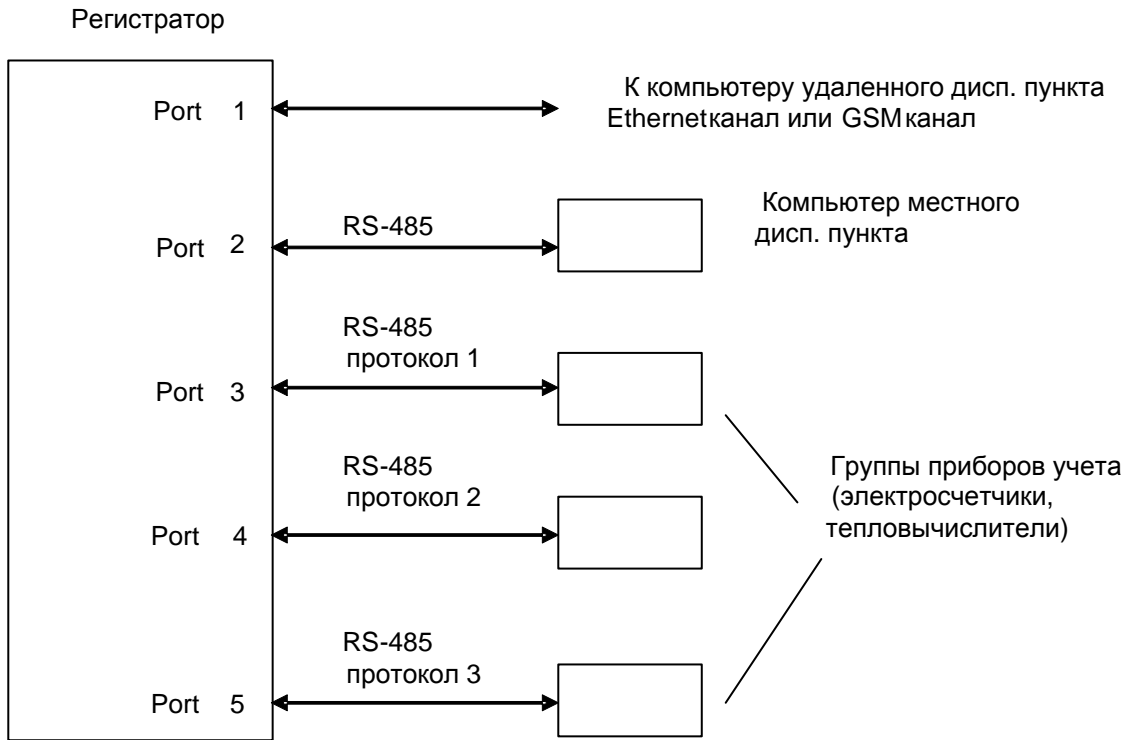 Регистратор
Port 1
К компьютеру удаленного дисп. пункта
Ethernetканал или GSMканал
Port 2
RS-485
Компьютер местного
дисп. пункта
Port 3
RS-485
протокол 1
Port 4
RS-485
протокол 2
Группы приборов учета
(электросчетчики,
тепловычислители)
Port 5
RS-485
протокол 3